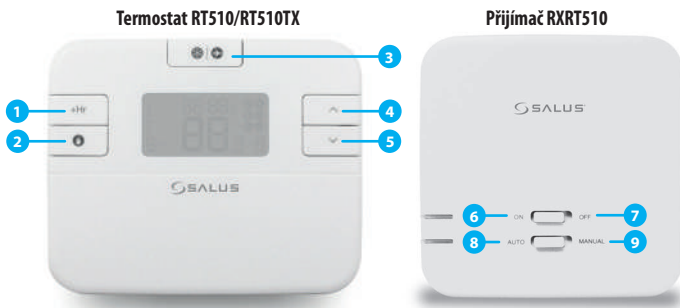 Termostat RT510/RT510TX
Přijímač RXRT510
3
1 +Hr 4
2 5
SALUS
SALUS
6 ON OFF 7
8 AUTO MANUAL 9